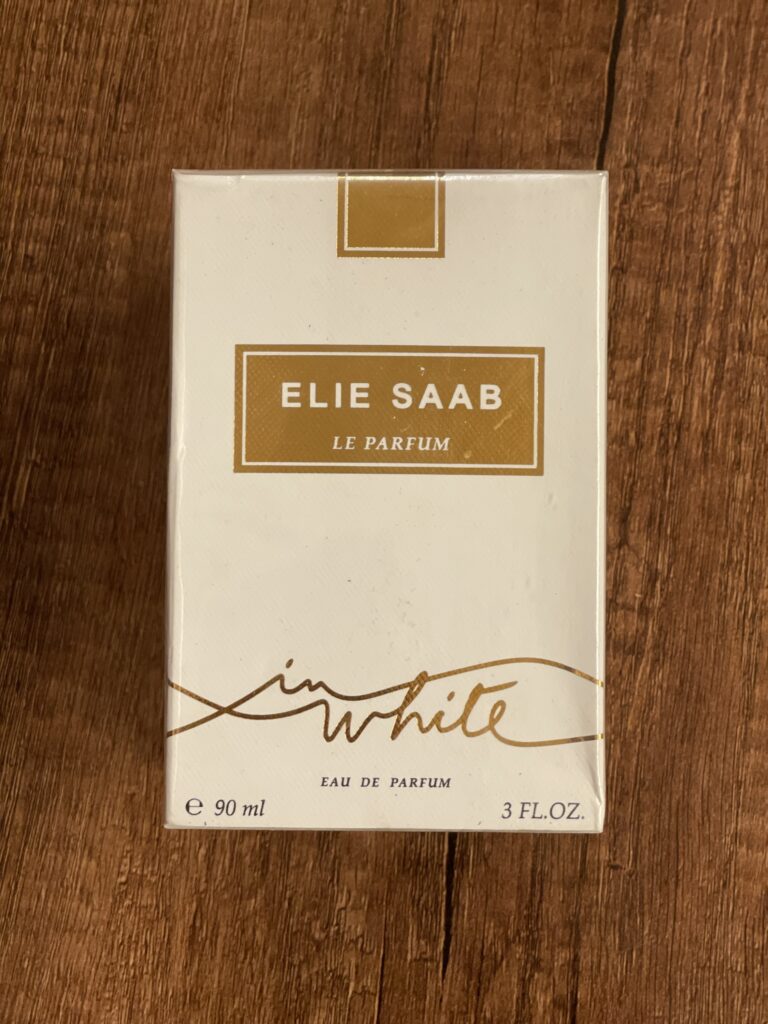 ELIE SAAB
LE PARFUM
in
white
EAU DE PARFUM
℮ 90 ml 3 FL.OZ.